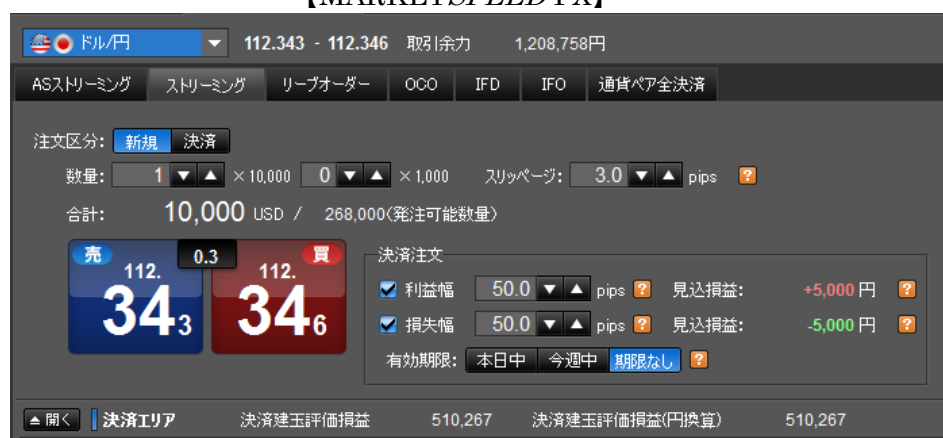 【MARKETSPEED FX】
ドル/円 112.343 - 112.346 取引余力 1,208,758円
ASストリーミング ストリーミング リーブオーダー OCO IFD IFO 通貨ペア全決済
注文区分: 新規 決済
数量: 1 ▼ ▲ ×10,000 0 ▼ ▲ ×1,000 スリッページ: 3.0 ▼ ▲ pips ?
合計: 10,000 USD / 268,000(発注可能数量)
売 112. 343 0.3 買 112. 346
決済注文
利益幅 50.0 ▼ ▲ pips ? 見込損益: +5,000 円 ?
損失幅 50.0 ▼ ▲ pips ? 見込損益: -5,000 円 ?
有効期限: 本日中 今週中 期限なし ?
▲開く 決済エリア 決済建玉評価損益 510,267 決済建玉評価損益(円換算) 510,267